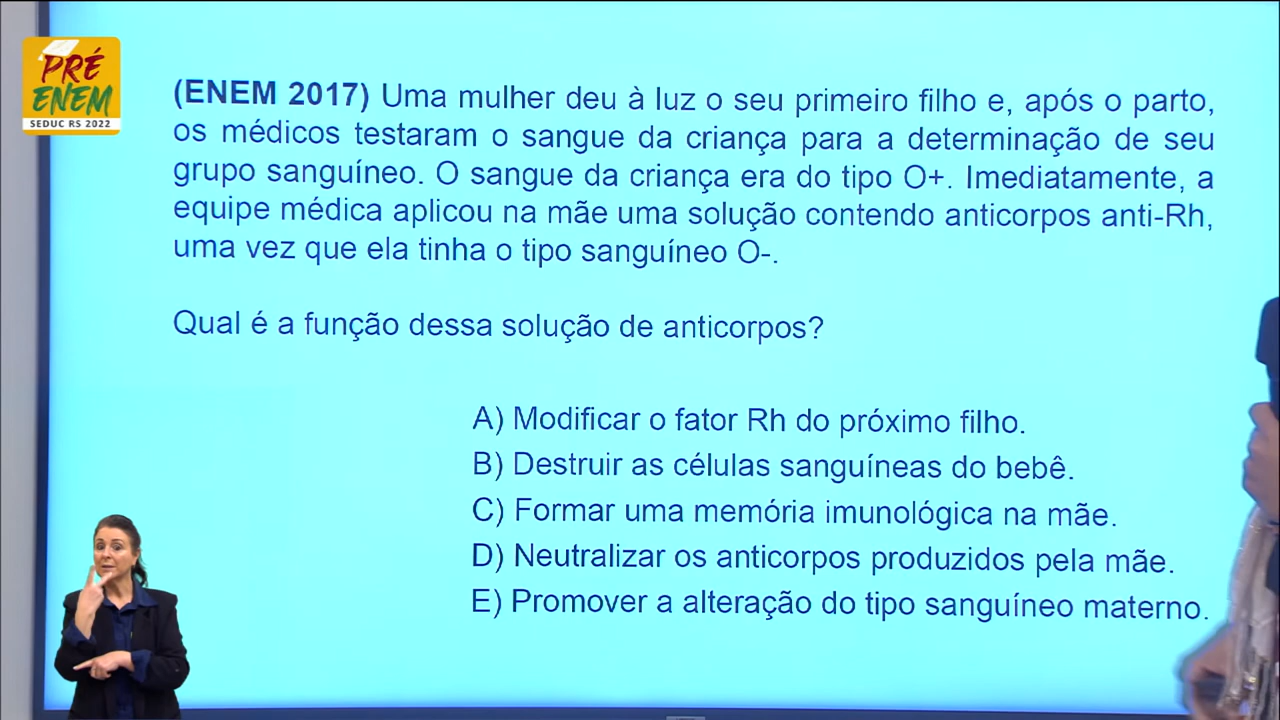 PRÉ
ENEM
SEDUC RS 2022
(ENEM 2017) Uma mulher deu à luz o seu primeiro filho e, após o parto,
os médicos testaram o sangue da criança para a determinação de seu
grupo sanguíneo. O sangue da criança era do tipo O+. Imediatamente, a
equipe médica aplicou na mãe uma solução contendo anticorpos anti-Rh,
uma vez que ela tinha o tipo sanguíneo O-.
Qual é a função dessa solução de anticorpos?
A) Modificar o fator Rh do próximo filho.
B) Destruir as células sanguíneas do bebê.
C) Formar uma memória imunológica na mãe.
D) Neutralizar os anticorpos produzidos pela mãe.
E) Promover a alteração do tipo sanguíneo materno.